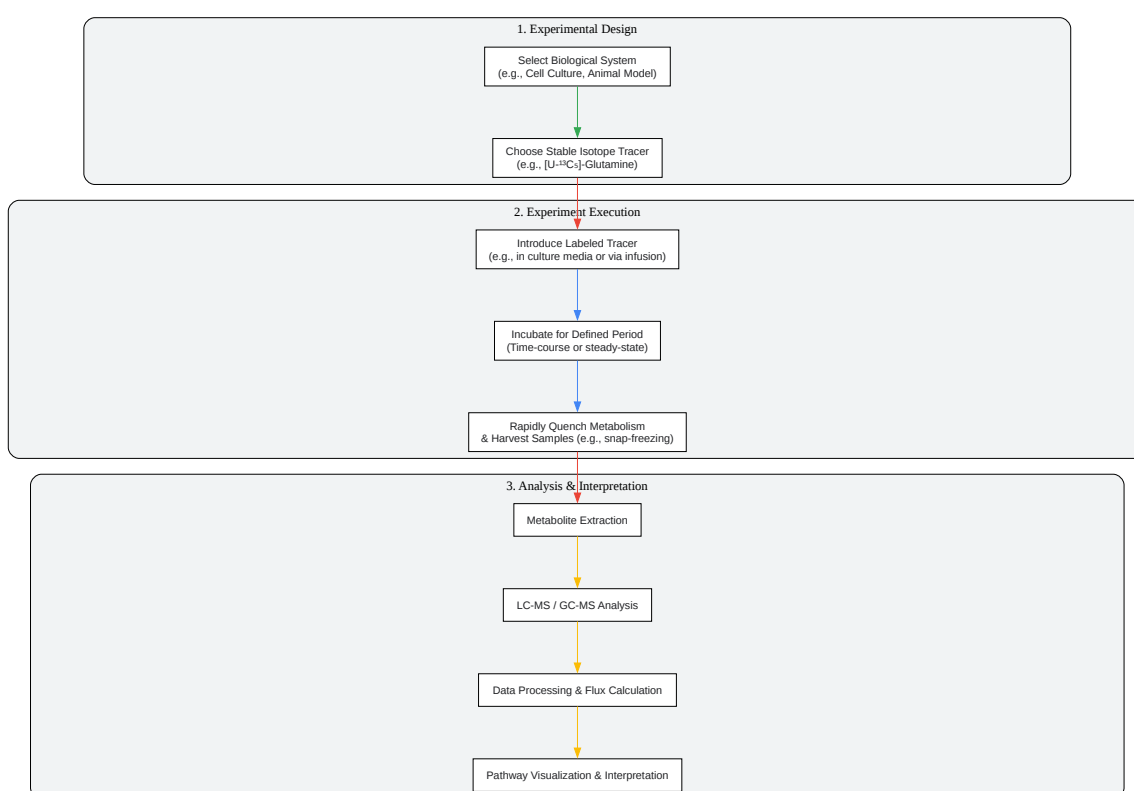 1. Experimental Design
Select Biological System
(e.g., Cell Culture, Animal Model)
Choose Stable Isotope Tracer
(e.g., [U-¹³C₅]-Glutamine)
2. Experiment Execution
Introduce Labeled Tracer
(e.g., in culture media or via infusion)
Incubate for Defined Period
(Time-course or steady-state)
Rapidly Quench Metabolism
& Harvest Samples (e.g., snap-freezing)
3. Analysis & Interpretation
Metabolite Extraction
LC-MS / GC-MS Analysis
Data Processing & Flux Calculation
Pathway Visualization & Interpretation